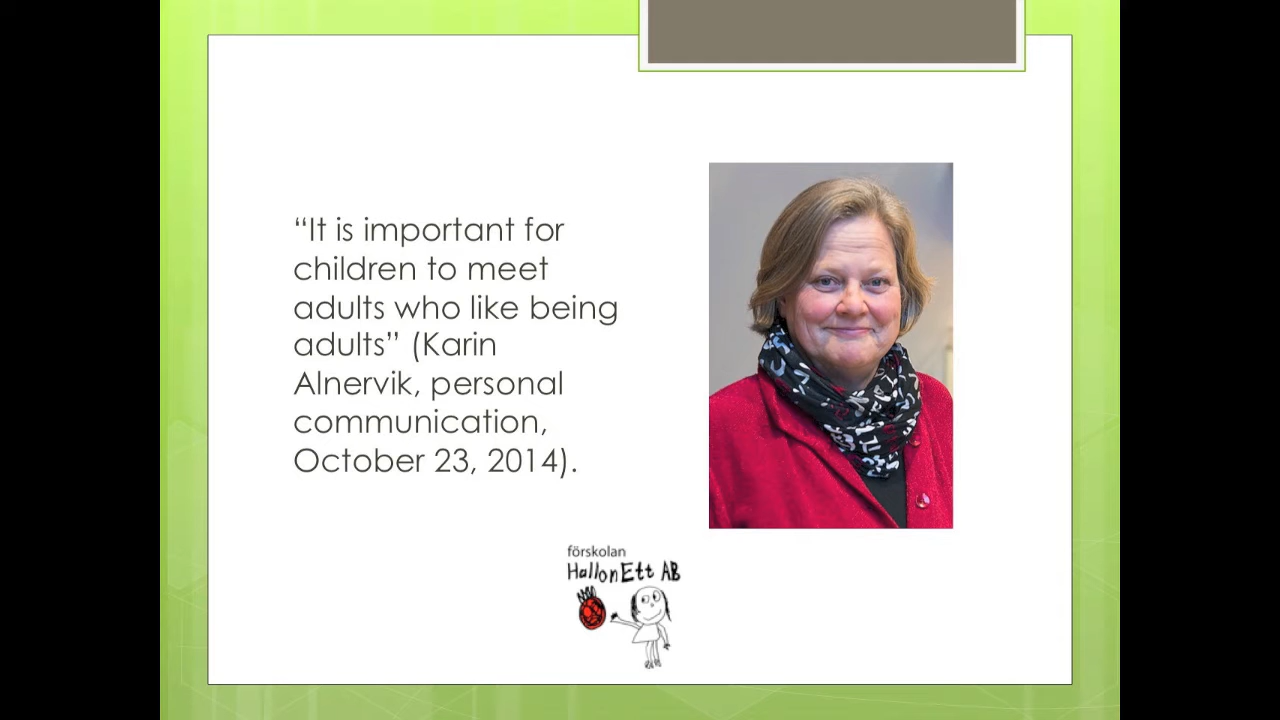 “It is important for
children to meet
adults who like being
adults” (Karin
Alnervik, personal
communication,
October 23, 2014).
förskolan
HallonEtt AB